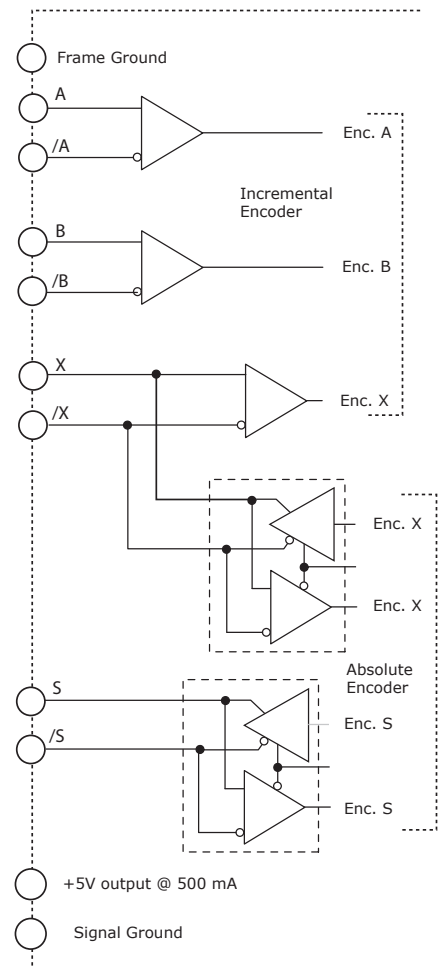 Frame Ground
A
/A
Enc. A
Incremental
Encoder
B
/B
Enc. B
X
/X
Enc. X
Enc. X
Enc. X
Absolute
Encoder
S
/S
Enc. S
Enc. S
+5V output @ 500 mA
Signal Ground